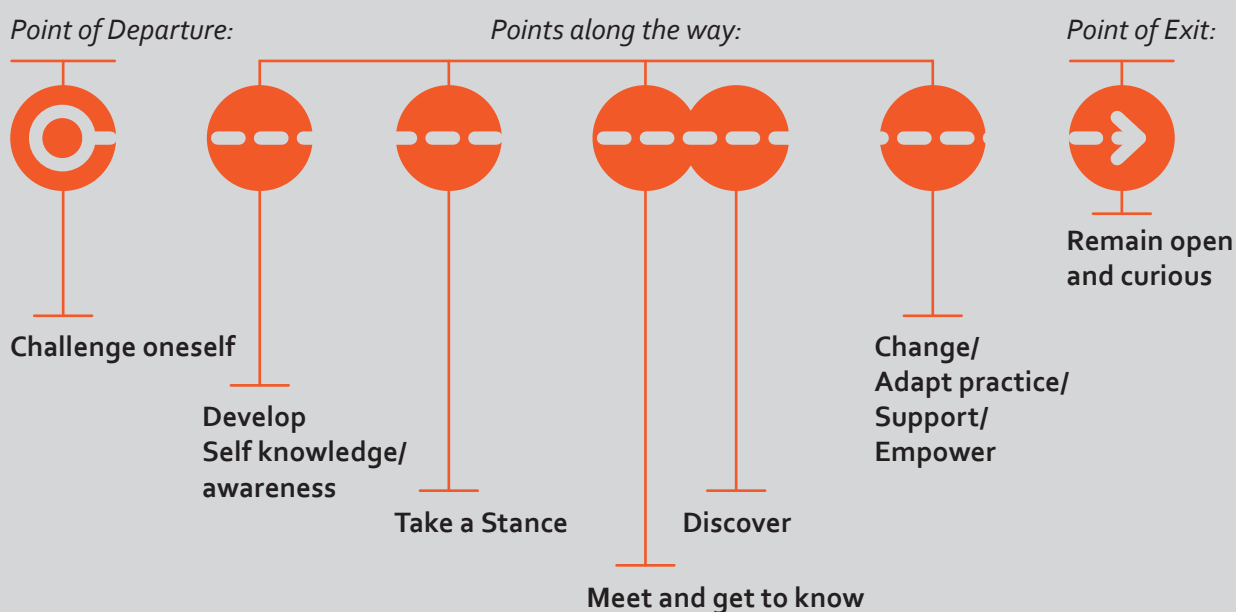 Point of Departure:
Points along the way:
Point of Exit:
Challenge oneself
Develop
Self knowledge/
awareness
Take a Stance
Meet and get to know
Discover
Change/
Adapt practice/
Support/
Empower
Remain open
and curious